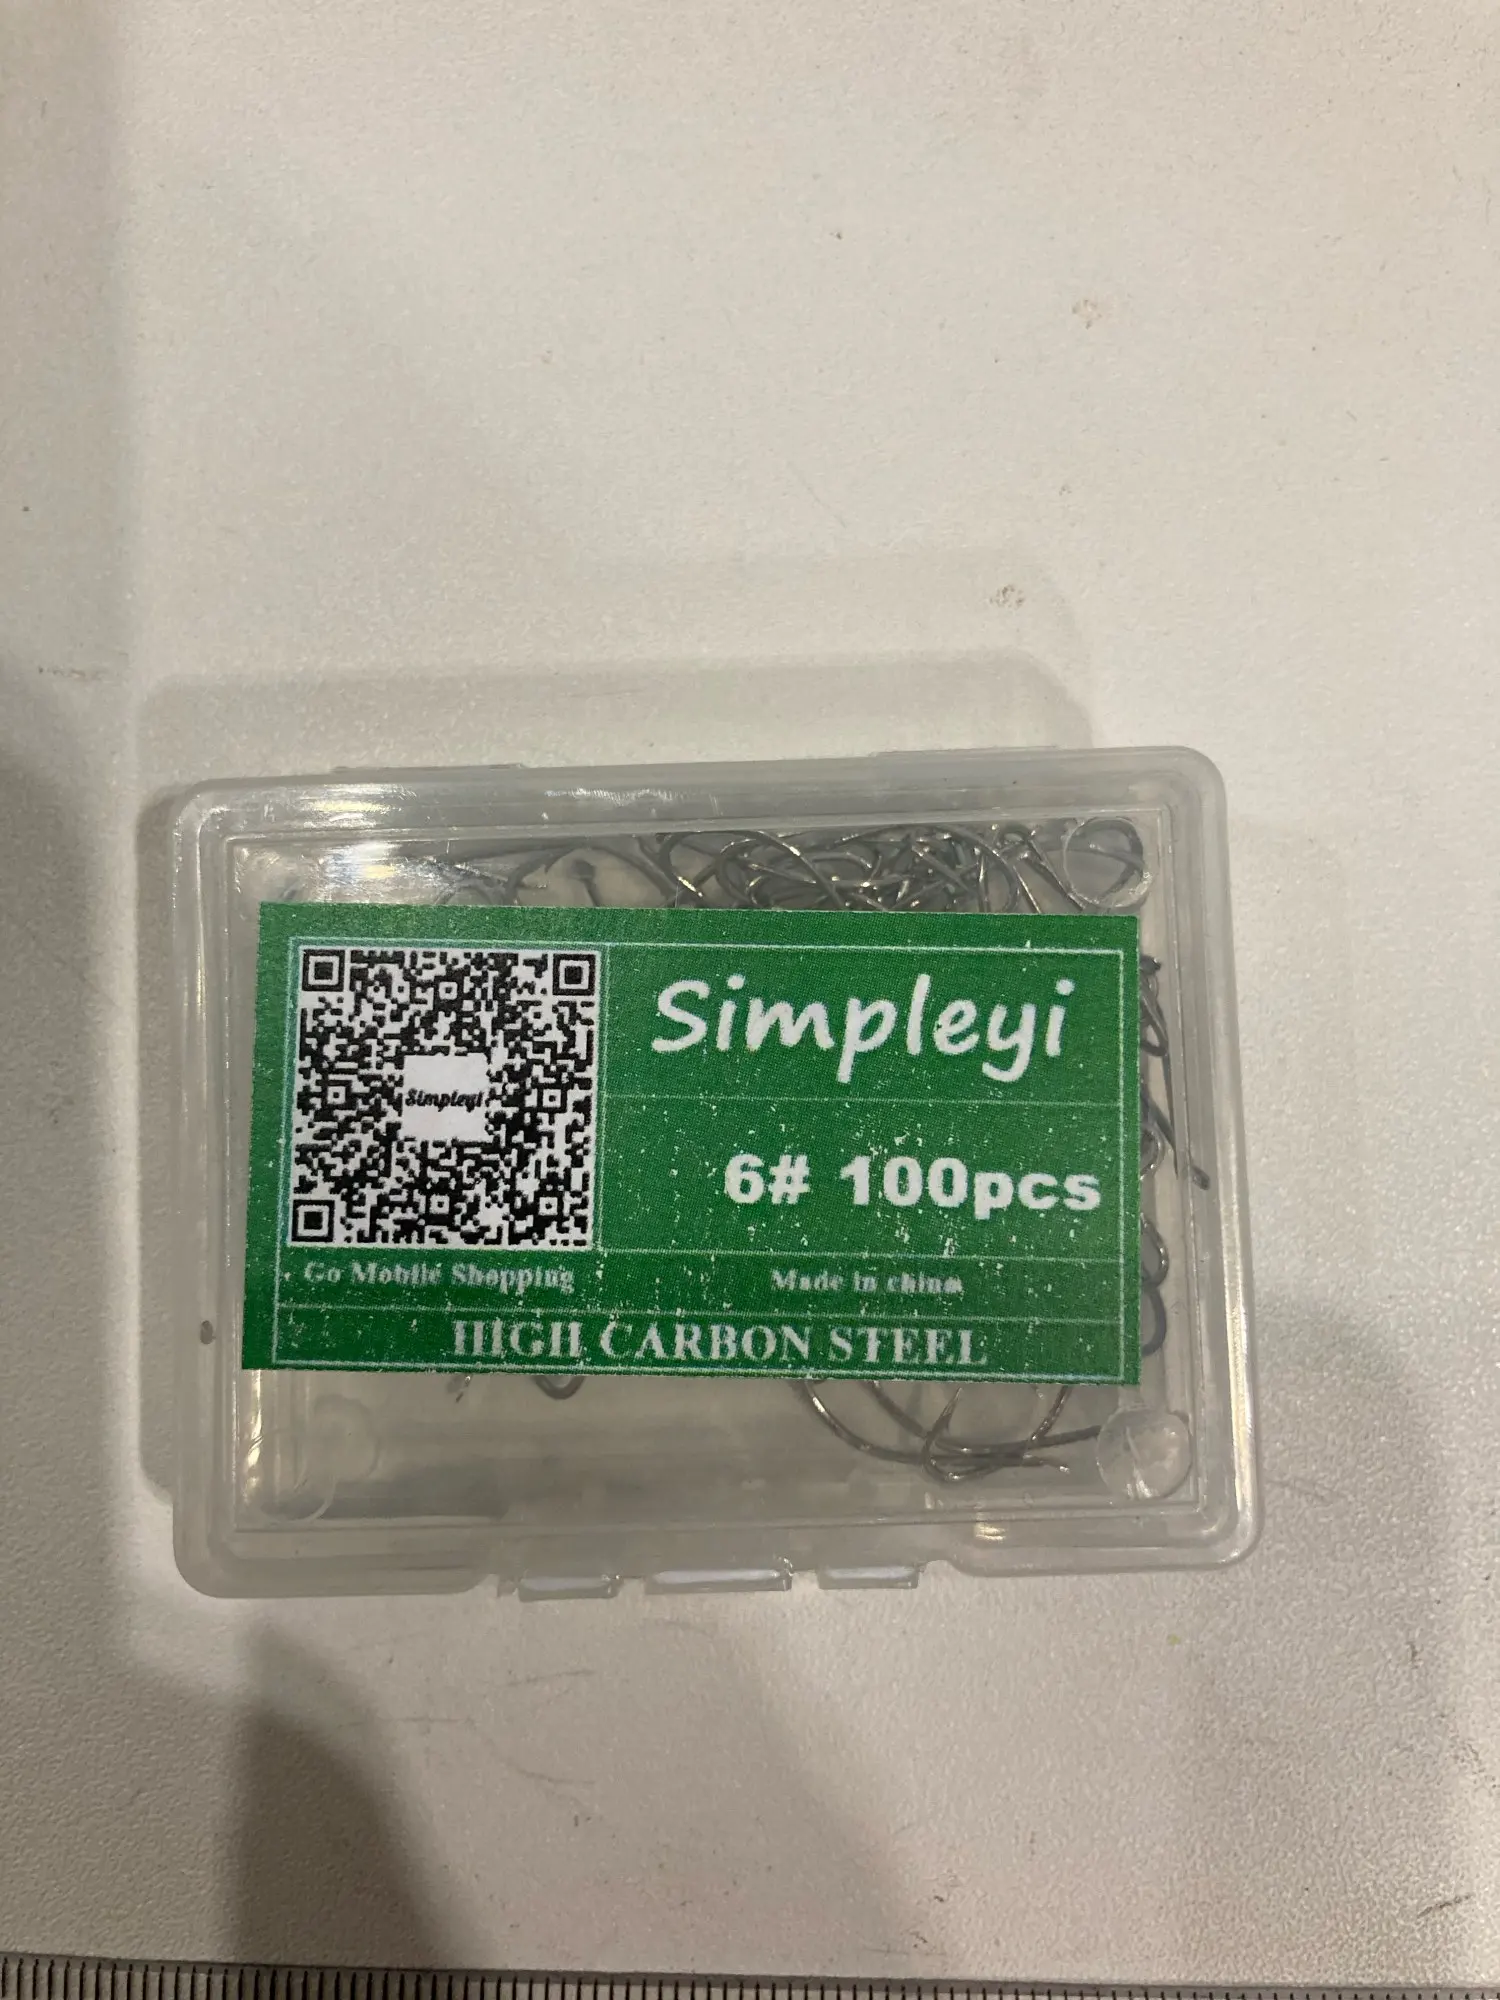 Simpleyi
Simpleyi
6# 100pcs
Go Mobile Shopping
Made in china
HIGH CARBON STEEL